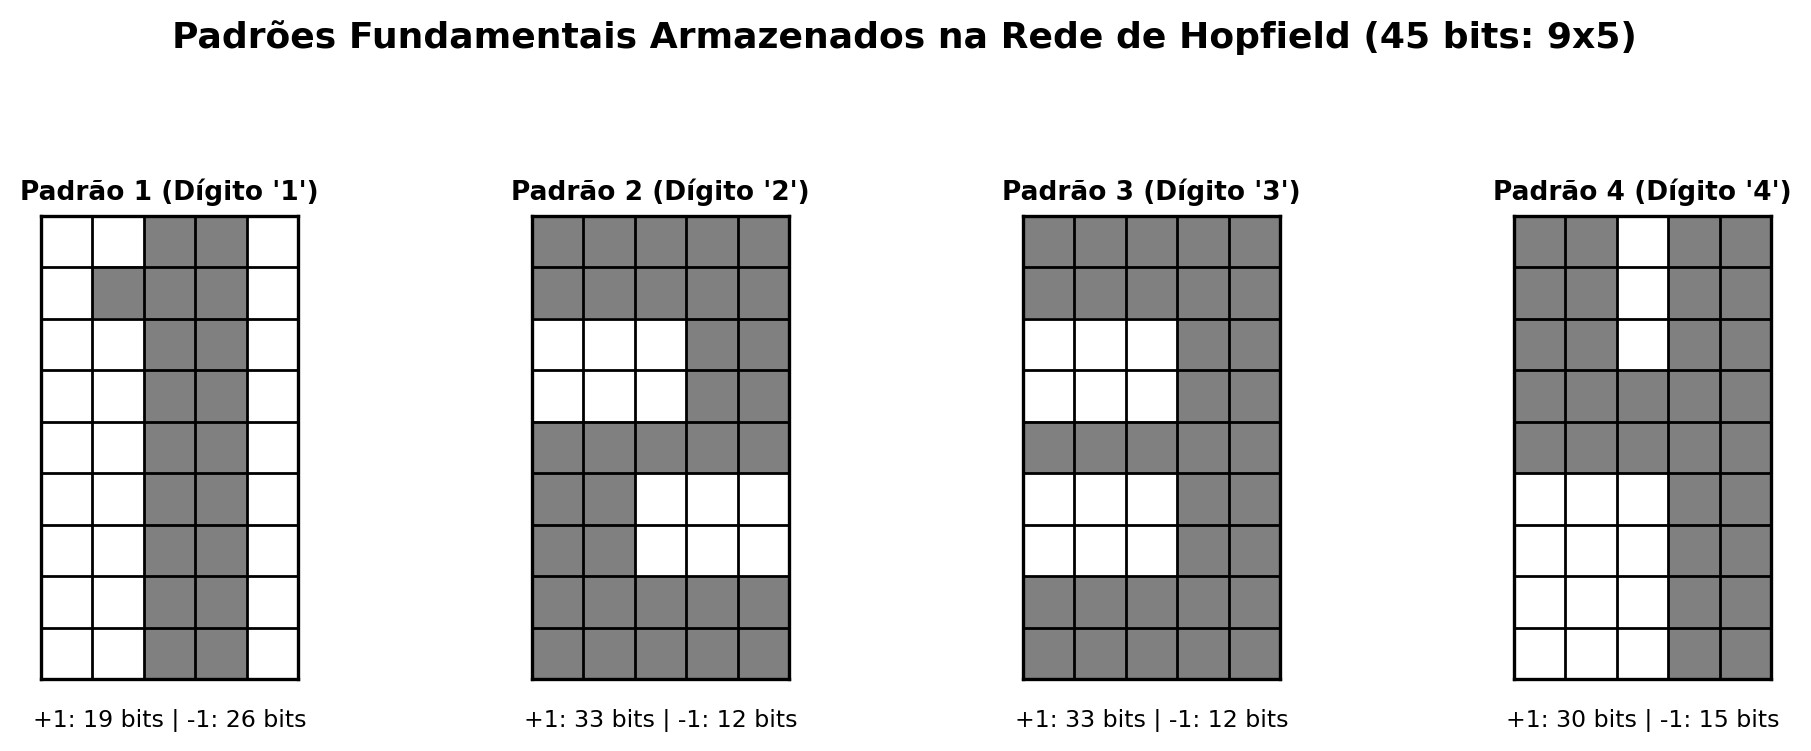 Padrões Fundamentais Armazenados na Rede de Hopfield (45 bits: 9x5)
Padrão 1 (Dígito '1')
Padrão 2 (Dígito '2')
Padrão 3 (Dígito '3')
Padrão 4 (Dígito '4')
+1: 19 bits | -1: 26 bits
+1: 33 bits | -1: 12 bits
+1: 33 bits | -1: 12 bits
+1: 30 bits | -1: 15 bits